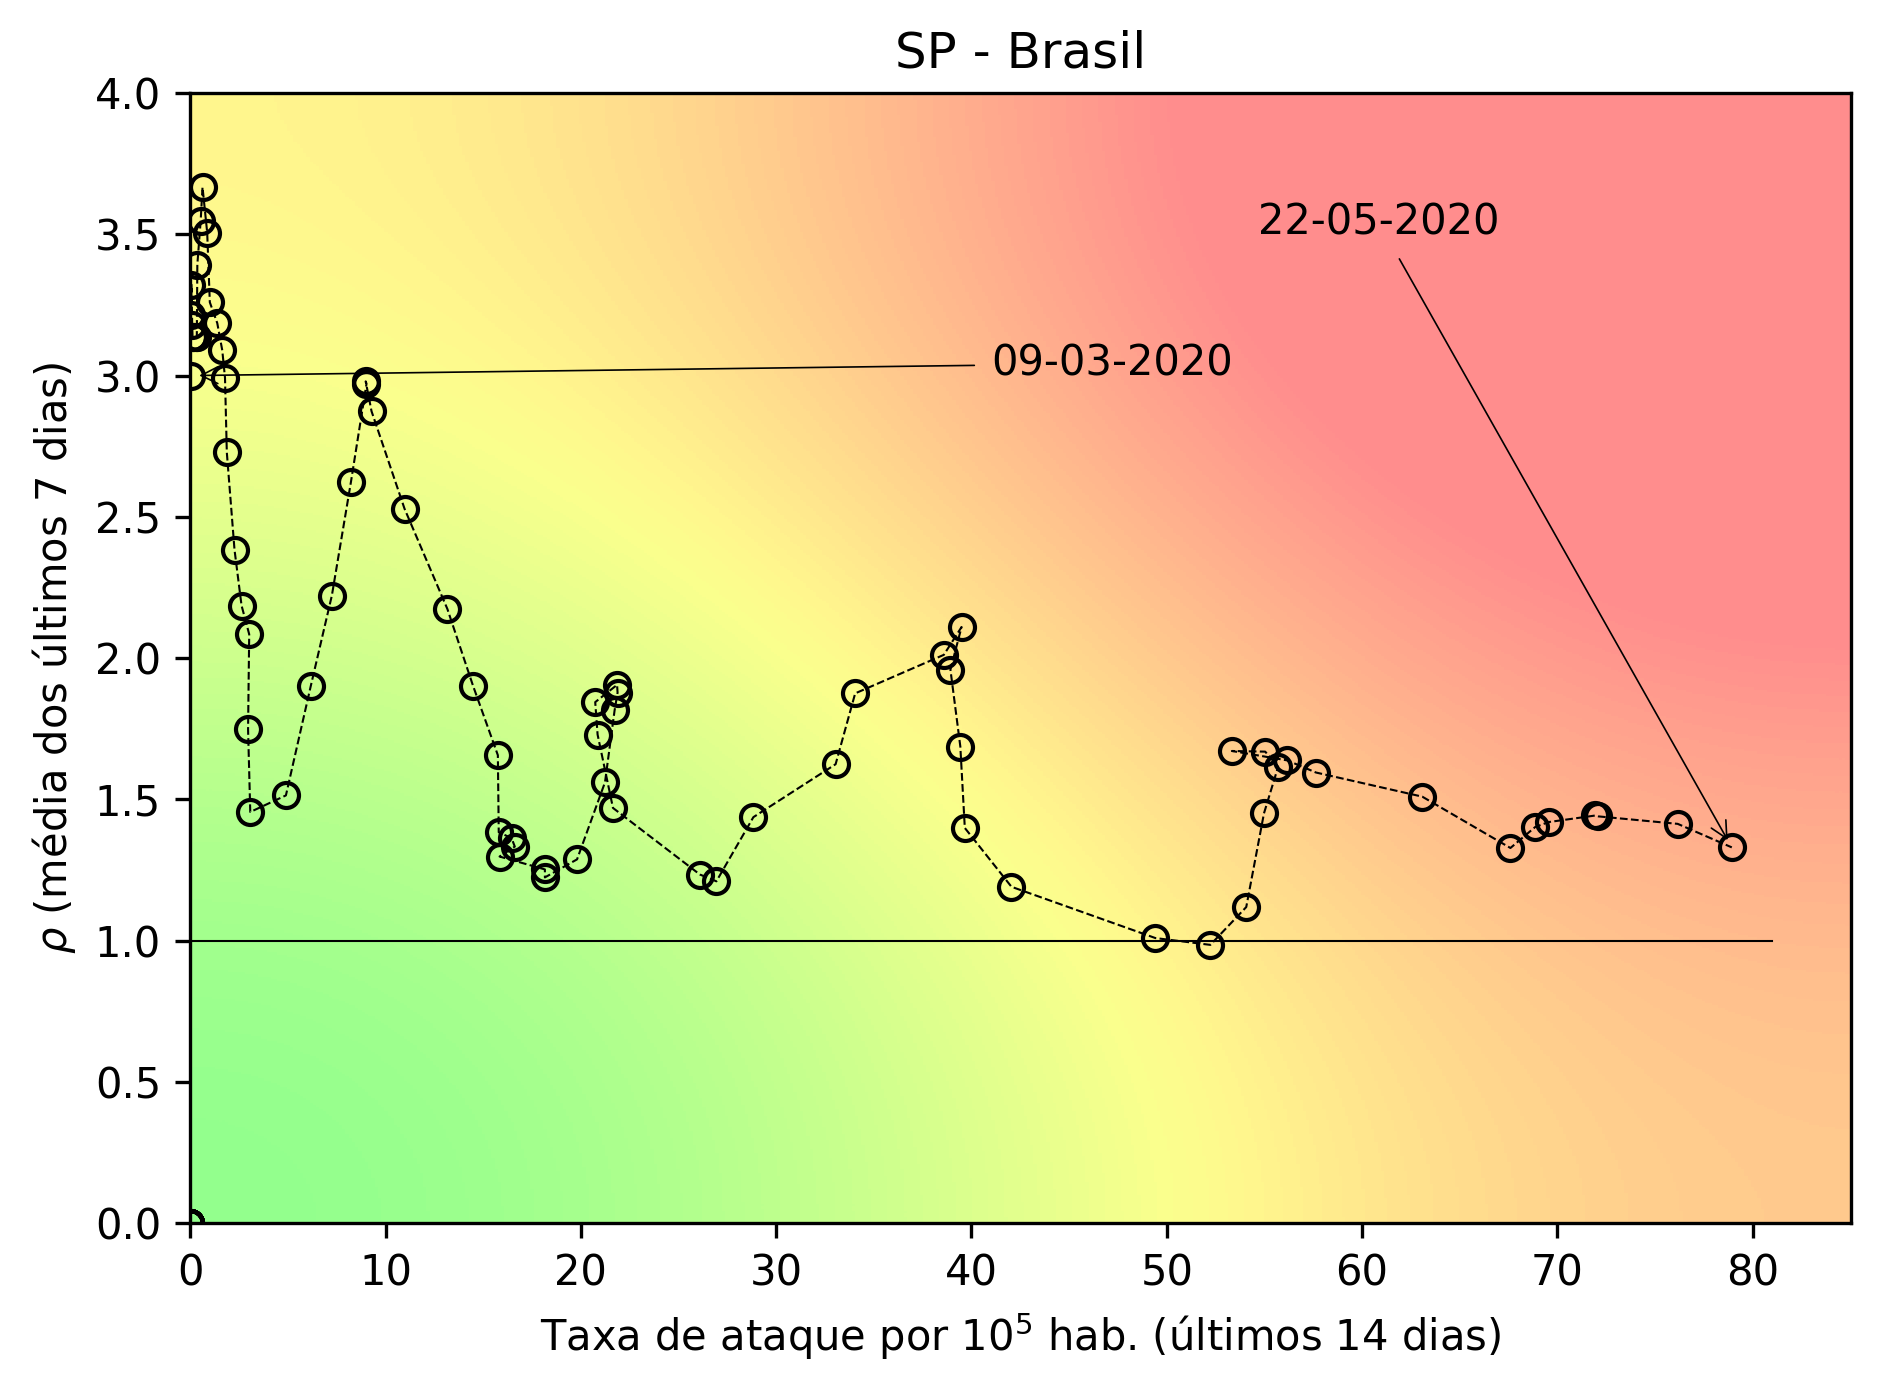 SP - Brasil
4.0
3.5
3.0
2.5
2.0
1.5
1.0
0.5
0.0
ρ (média dos últimos 7 dias)
22-05-2020
09-03-2020
0 10 20 30 40 50 60 70 80
Taxa de ataque por 10⁵ hab. (últimos 14 dias)